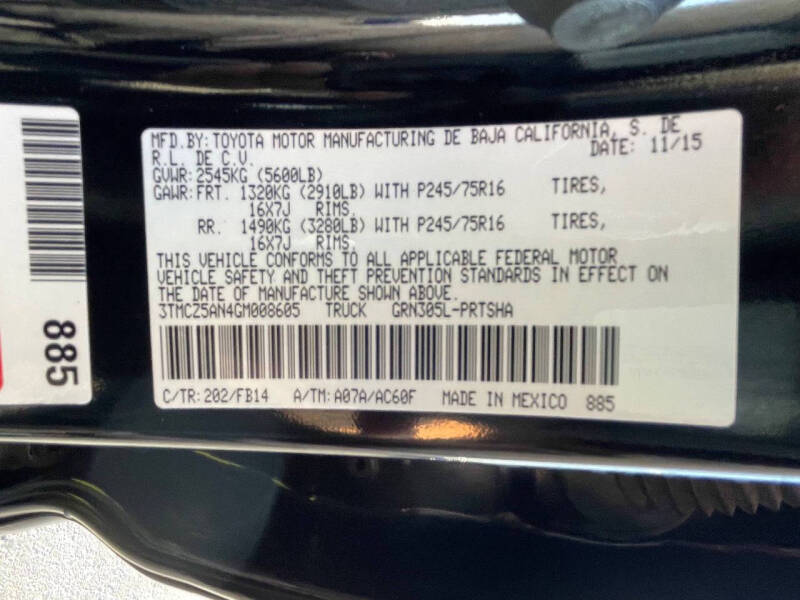 MFD.BY:TOYOTA MOTOR MANUFACTURING DE BAJA CALIFORNIA, S. DE
R.L. DE C.V. DATE: 11/15
GVWR:2545KG (5600LB)
GAWR:FRT. 1320KG (2910LB) WITH P245/75R16 TIRES,
16X7J RIMS.
RR. 1490KG (3280LB) WITH P245/75R16 TIRES,
16X7J RIMS.
THIS VEHICLE CONFORMS TO ALL APPLICABLE FEDERAL MOTOR
VEHICLE SAFETY AND THEFT PREVENTION STANDARDS IN EFFECT ON
THE DATE OF MANUFACTURE SHOWN ABOVE.
3TMCZ5AN4GM008605 TRUCK GRN305L-PRTSHA
C/TR:202/FB14 A/TM:A07A/AC60F MADE IN MEXICO 885
885